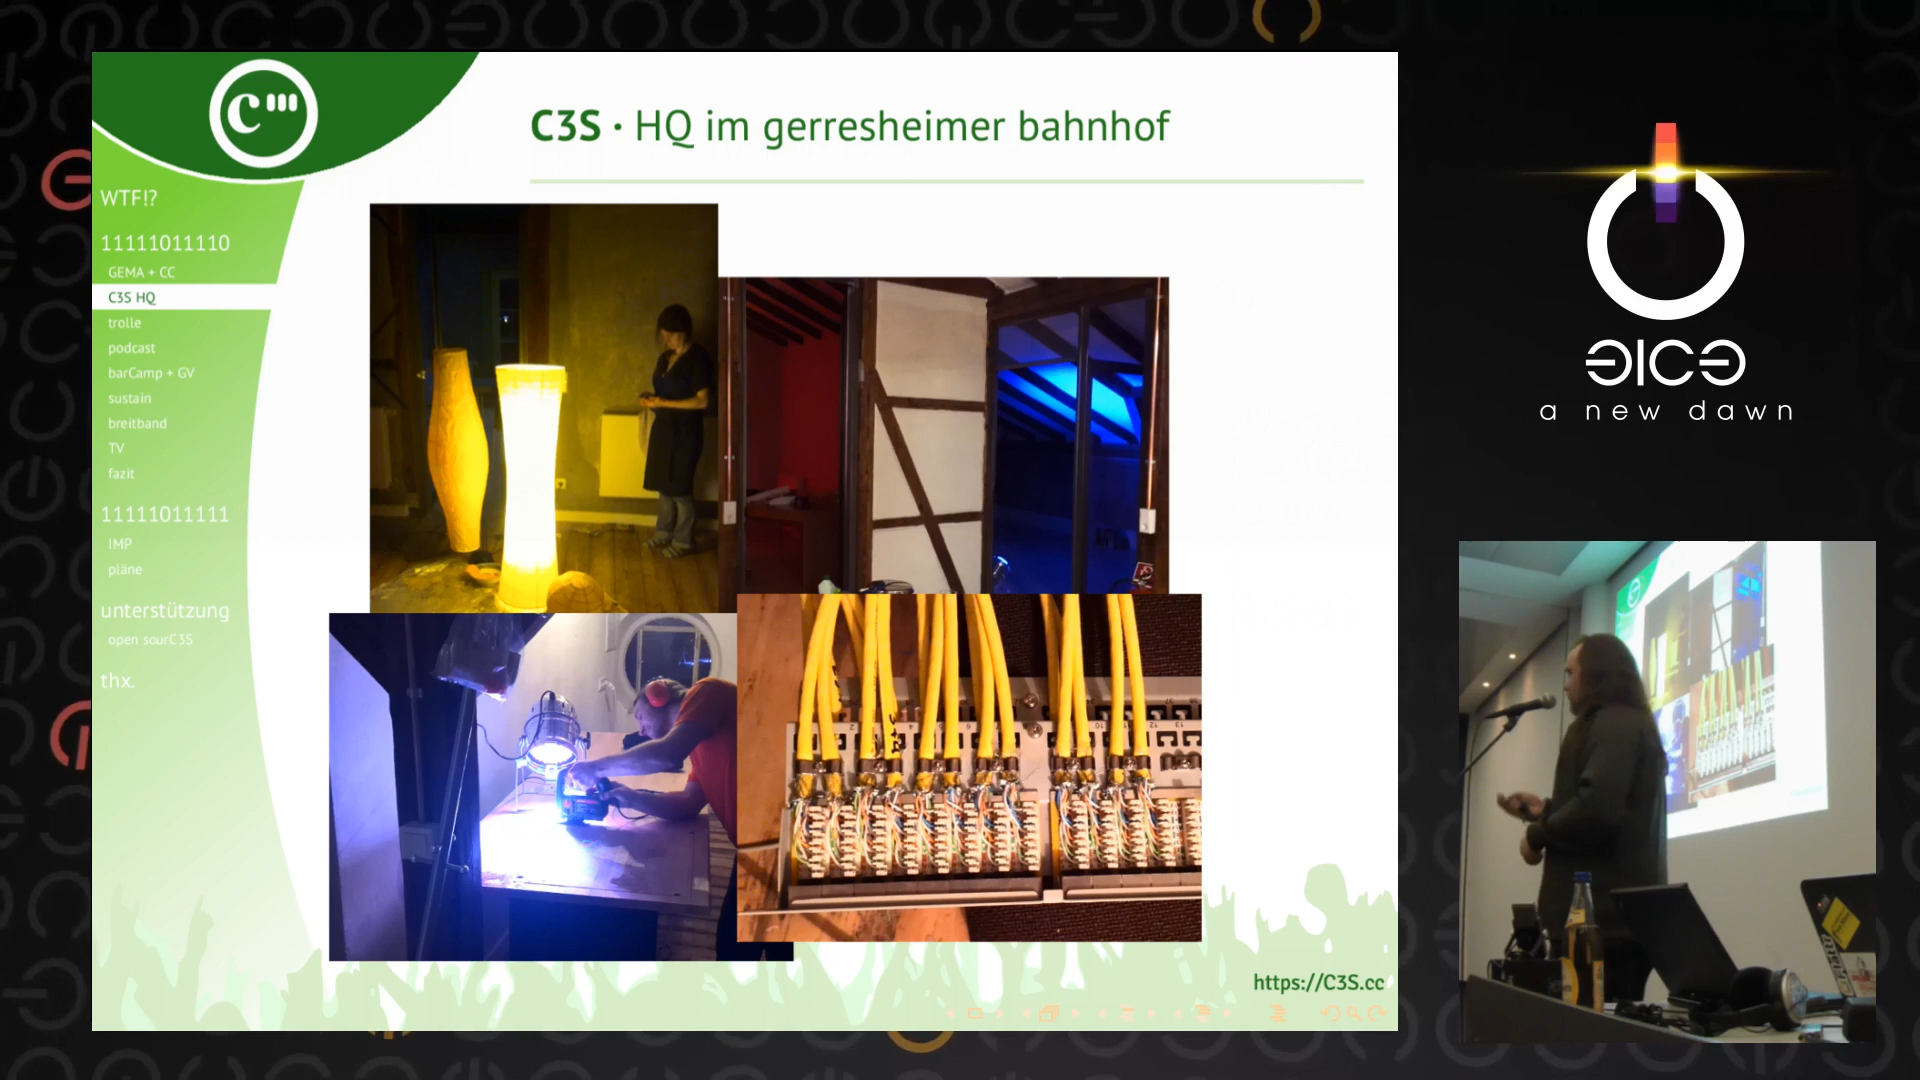 C3S · HQ im gerresheimer bahnhof
WTF!?
11111011110
GEMA + CC
C3S HQ
trolle
podcast
barCamp + GV
sustain
breitband
TV
fazit
11111011111
IMP
pläne
unterstützung
open sourC3S
thx.
https://C3S.cc
a new dawn